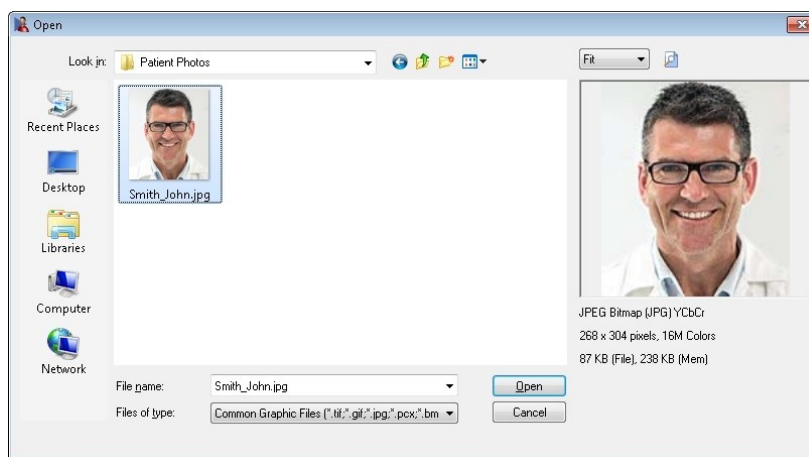 Open
Look in:
Patient Photos
Fit
Recent Places
Desktop
Libraries
Computer
Network
Smith_John.jpg
JPEG Bitmap (JPG) YCbCr
268 x 304 pixels, 16M Colors
87 KB (File), 238 KB (Mem)
File name:
Smith_John.jpg
Open
Files of type:
Common Graphic Files (*.tif;*.gif;*.jpg;*.pcx;*.bm
Cancel